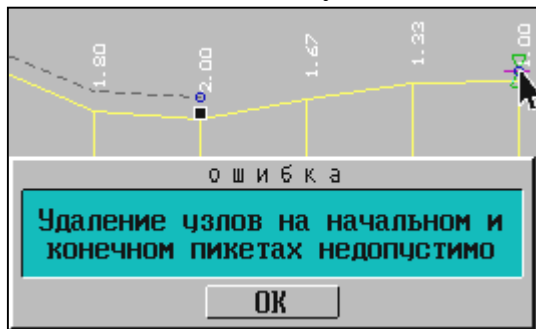 1.80
2.00
1.67
1.33
1.00
ошибка
Удаление узлов на начальном и
конечном пикетах недопустимо
OK